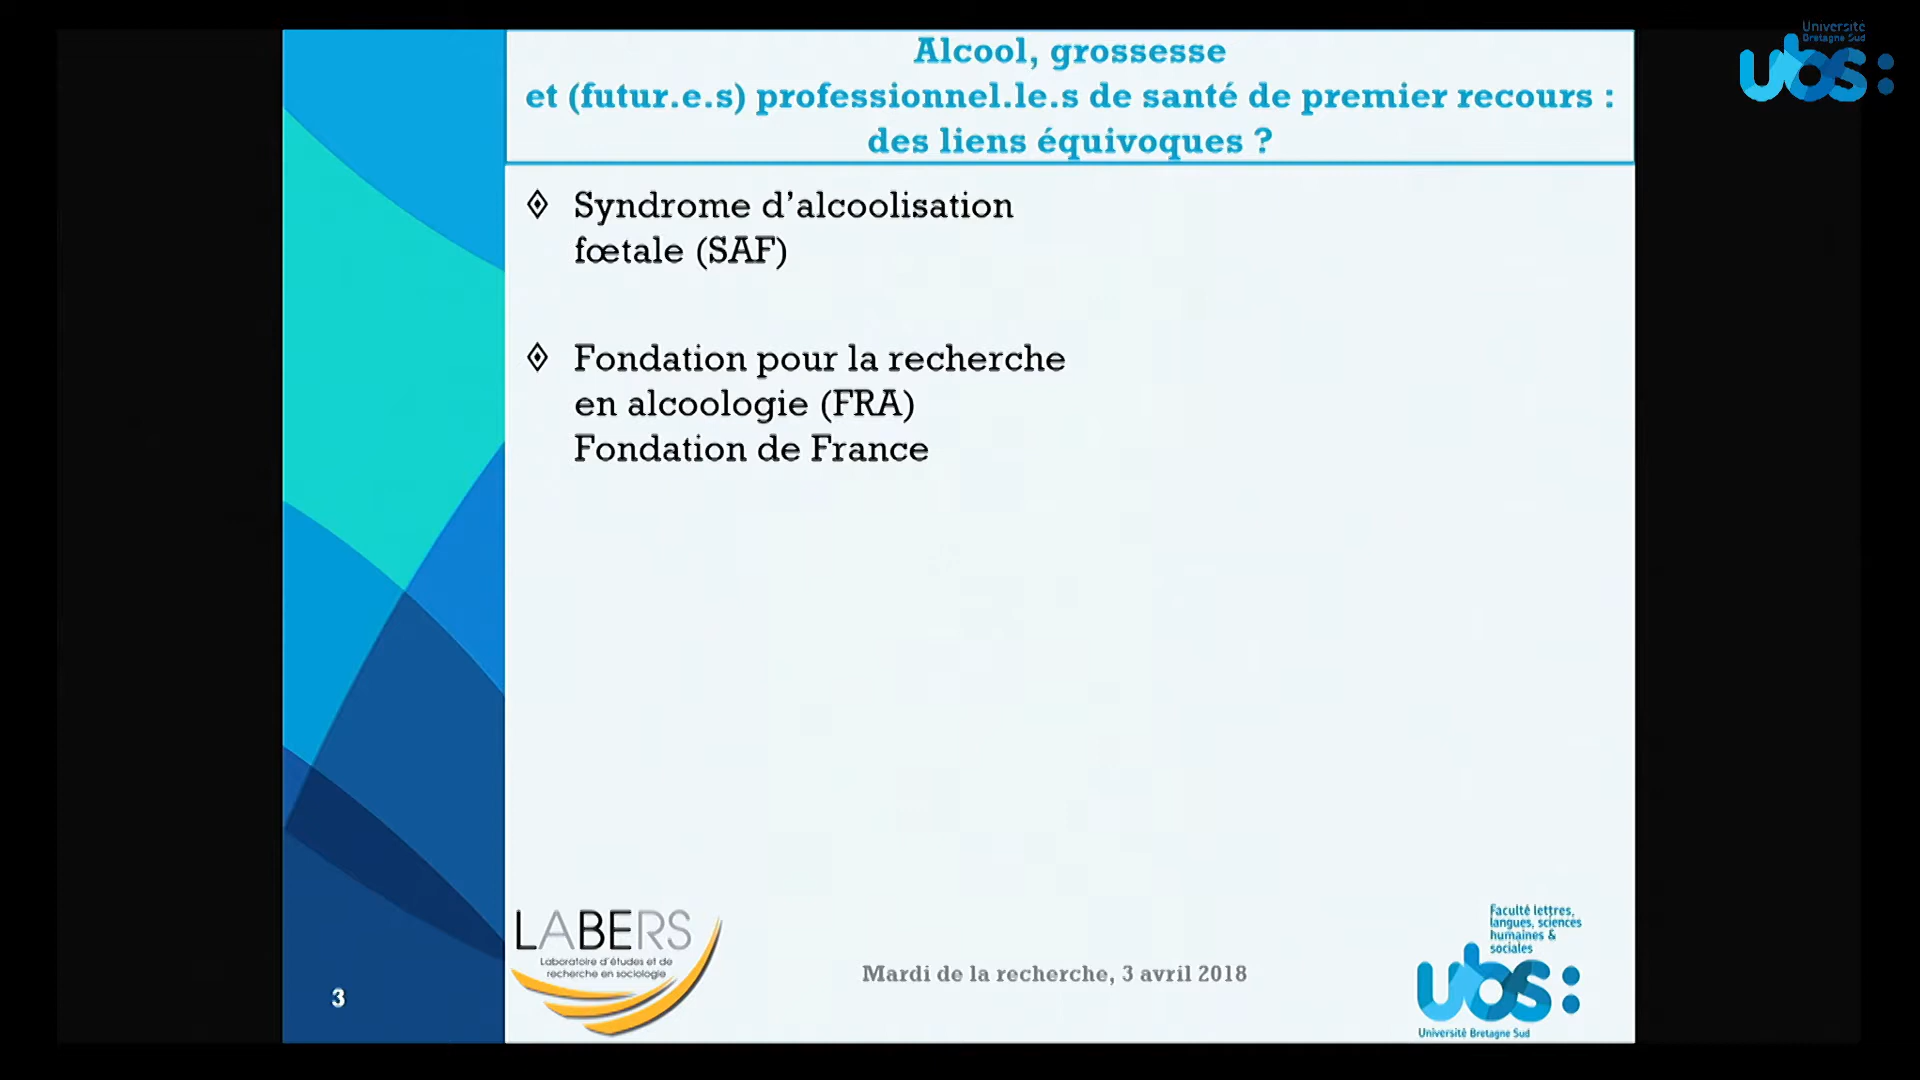 Université
Bretagne Sud
ubs:
Alcool, grossesse
et (futur.e.s) professionnel.le.s de santé de premier recours :
des liens équivoques ?
Syndrome d’alcoolisation
fœtale (SAF)
Fondation pour la recherche
en alcoologie (FRA)
Fondation de France
LABERS
Laboratoire d'études et de
recherche en sociologie
Mardi de la recherche, 3 avril 2018
Faculté lettres,
langues, sciences
humaines &
sociales
ubs:
Université Bretagne Sud
3